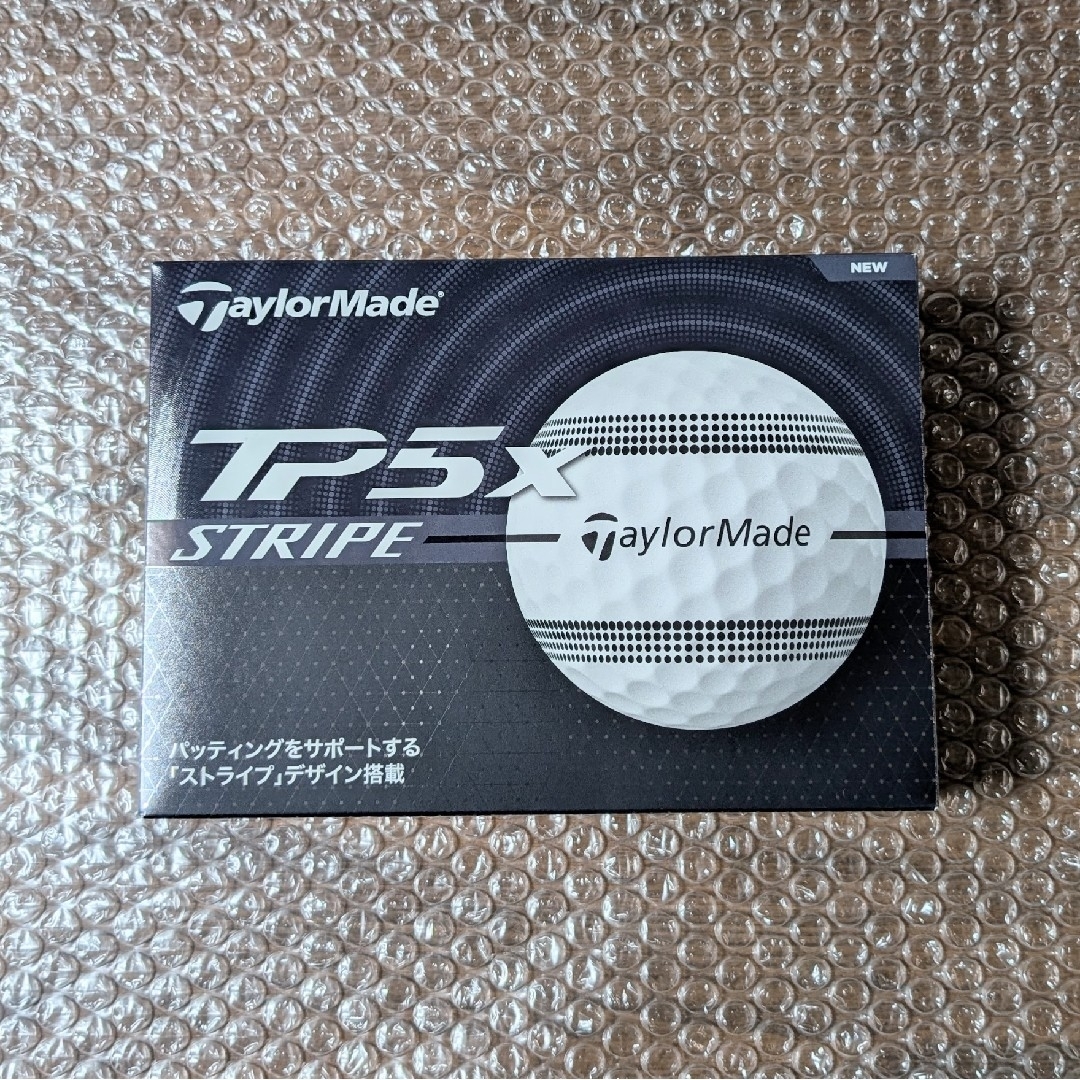 NEW
TaylorMade®
TP5x
STRIPE
TaylorMade
パッティングをサポートする
「ストライプ」デザイン搭載